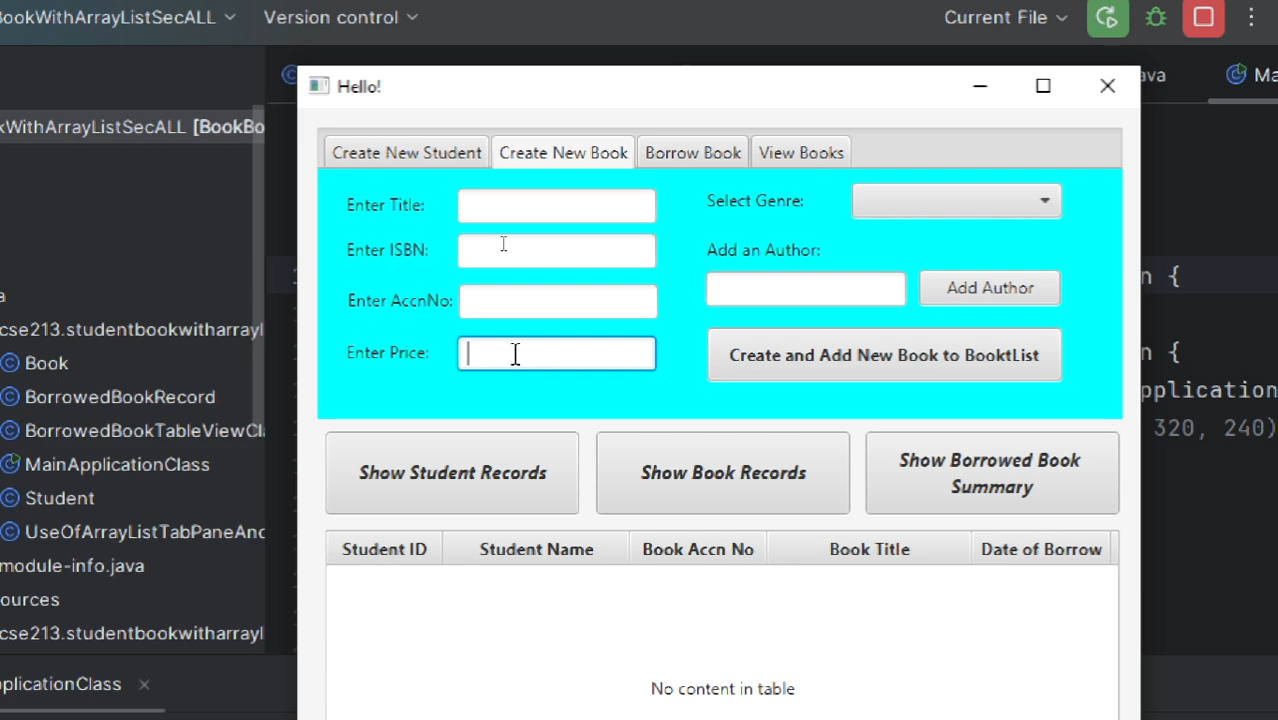 BookWithArrayListSecALL
Version control
Current File
kWithArrayListSecALL [BookBo
a
cse213.studentbookwitharrayl
Book
BorrowedBookRecord
BorrowedBookTableViewCl
MainApplicationClass
Student
UseOfArrayListTabPaneAnd
module-info.java
ources
cse213.studentbookwitharrayl
plicationClass
ava
Ma
n {
n {
pplication
320, 240)
Hello!
Create New Student
Create New Book
Borrow Book
View Books
Enter Title:
Select Genre:
Enter ISBN:
Add an Author:
Enter AccnNo:
Add Author
Enter Price:
Create and Add New Book to BooktList
Show Student Records
Show Book Records
Show Borrowed Book
Summary
Student ID
Student Name
Book Accn No
Book Title
Date of Borrow
No content in table